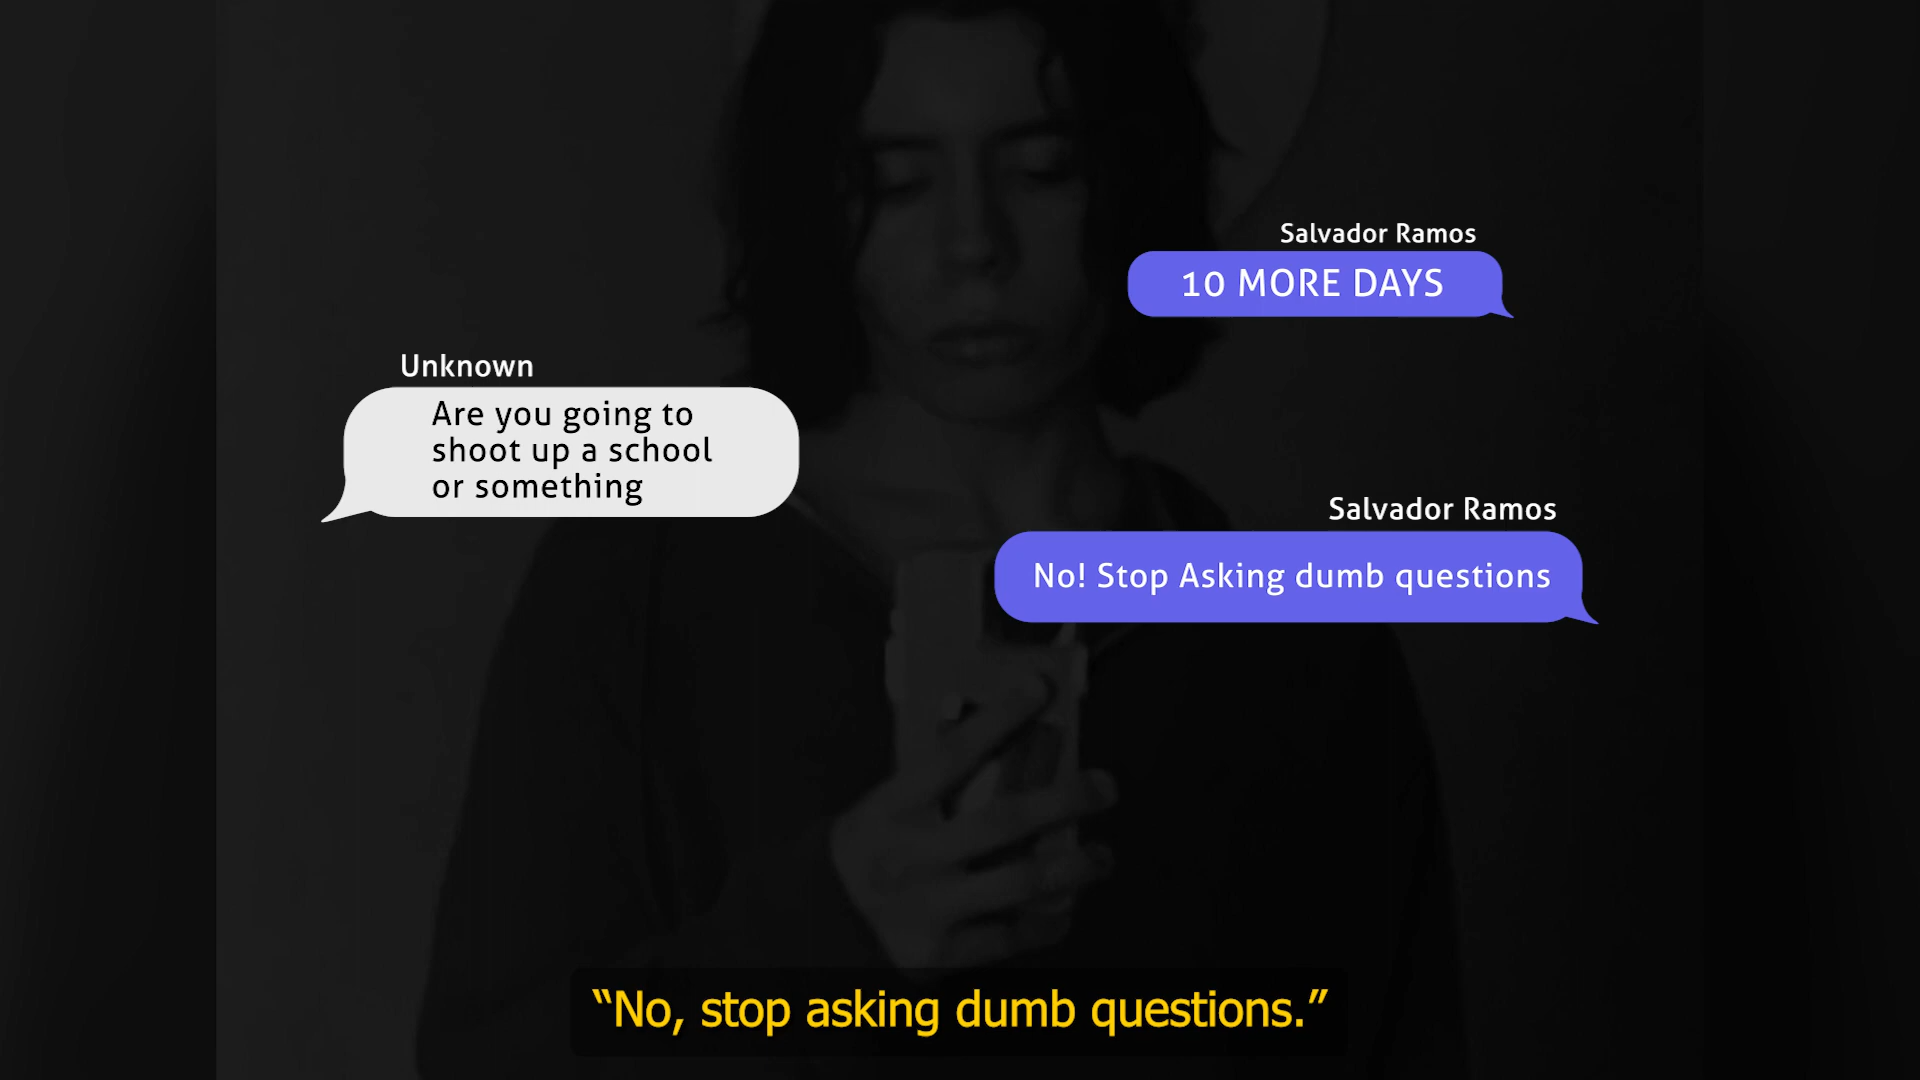 Salvador Ramos
10 MORE DAYS
Unknown
Are you going to
shoot up a school
or something
Salvador Ramos
No! Stop Asking dumb questions
“No, stop asking dumb questions.”